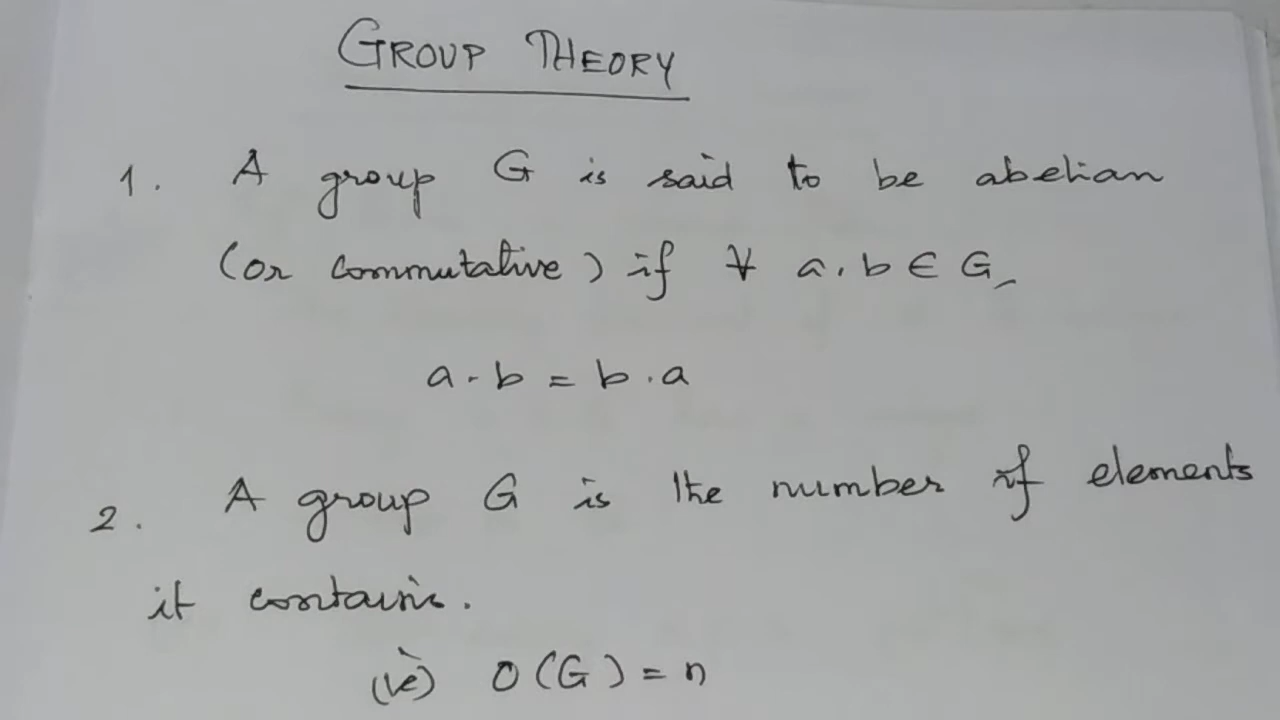 GROUP THEORY
1. A group G is said to be abelian
(or commutative) if ∀ a, b ∈ G,
a · b = b . a
2. A group G is the number of elements
it contains.
(ie) O(G) = n